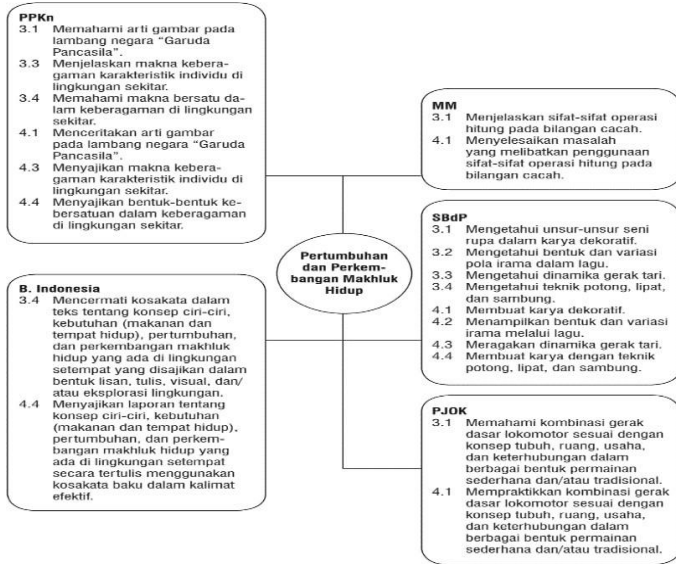 PPKn
3.1 Memahami arti gambar pada
lambang negara “Garuda
Pancasila”.
3.3 Menjelaskan makna kebera-
gaman karakteristik individu di
lingkungan sekitar.
3.4 Memahami makna bersatu da-
lam keberagaman di lingkungan
sekitar.
4.1 Menceritakan arti gambar
pada lambang negara “Garuda
Pancasila”.
4.3 Menyajikan makna kebera-
gaman karakteristik individu di
lingkungan sekitar.
4.4 Menyajikan bentuk-bentuk ke-
bersatuan dalam keberagaman
di lingkungan sekitar.
B. Indonesia
3.4 Mencermati kosakata dalam
teks tentang konsep ciri-ciri,
kebutuhan (makanan dan
tempat hidup), pertumbuhan,
dan perkembangan makhluk
hidup yang ada di lingkungan
setempat yang disajikan dalam
bentuk lisan, tulis, visual, dan/
atau eksplorasi lingkungan.
4.4 Menyajikan laporan tentang
konsep ciri-ciri, kebutuhan
(makanan dan tempat hidup),
pertumbuhan, dan perkem-
bangan makhluk hidup yang
ada di lingkungan setempat
secara tertulis menggunakan
kosakata baku dalam kalimat
efektif.
Pertumbuhan
dan Perkem-
bangan Makhluk
Hidup
MM
3.1 Menjelaskan sifat-sifat operasi
hitung pada bilangan cacah.
4.1 Menyelesaikan masalah
yang melibatkan penggunaan
sifat-sifat operasi hitung pada
bilangan cacah.
SBdP
3.1 Mengetahui unsur-unsur seni
rupa dalam karya dekoratif.
3.2 Mengetahui bentuk dan variasi
pola irama dalam lagu.
3.3 Mengetahui dinamika gerak tari.
3.4 Mengetahui teknik potong, lipat,
dan sambung.
4.1 Membuat karya dekoratif.
4.2 Menampilkan bentuk dan variasi
irama melalui lagu.
4.3 Meragakan dinamika gerak tari.
4.4 Membuat karya dengan teknik
potong, lipat, dan sambung.
PJOK
3.1 Memahami kombinasi gerak
dasar lokomotor sesuai dengan
konsep tubuh, ruang, usaha,
dan keterhubungan dalam
berbagai bentuk permainan
sederhana dan/atau tradisional.
4.1 Mempraktikkan kombinasi gerak
dasar lokomotor sesuai dengan
konsep tubuh, ruang, usaha,
dan keterhubungan dalam
berbagai bentuk permainan
sederhana dan/atau tradisional.